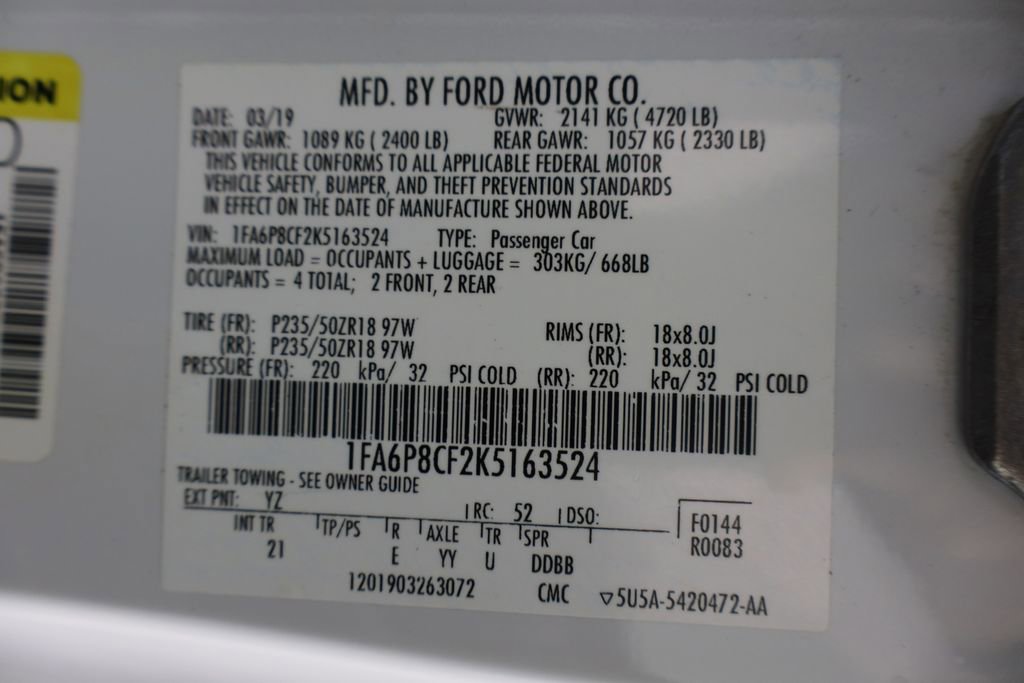 ION
MFD. BY FORD MOTOR CO.
DATE: 03/19 GVWR: 2141 KG ( 4720 LB)
FRONT GAWR: 1089 KG ( 2400 LB) REAR GAWR: 1057 KG ( 2330 LB)
THIS VEHICLE CONFORMS TO ALL APPLICABLE FEDERAL MOTOR
VEHICLE SAFETY, BUMPER, AND THEFT PREVENTION STANDARDS
IN EFFECT ON THE DATE OF MANUFACTURE SHOWN ABOVE.
VIN: 1FA6P8CF2K5163524 TYPE: Passenger Car
MAXIMUM LOAD = OCCUPANTS + LUGGAGE = 303KG/ 668LB
OCCUPANTS = 4 TOTAL; 2 FRONT, 2 REAR
TIRE (FR): P235/50ZR18 97W RIMS (FR): 18x8.0J
(RR): P235/50ZR18 97W (RR): 18x8.0J
PRESSURE (FR): 220 kPa/ 32 PSI COLD (RR): 220 kPa/ 32 PSI COLD
1FA6P8CF2K5163524
TRAILER TOWING - SEE OWNER GUIDE
EXT PNT: YZ RC: 52 DSO:
INT TR TP/PS R AXLE TR SPR
21 E YY U DDBB
F0144
R0083
1201903263072 CMC ▽5U5A-5420472-AA